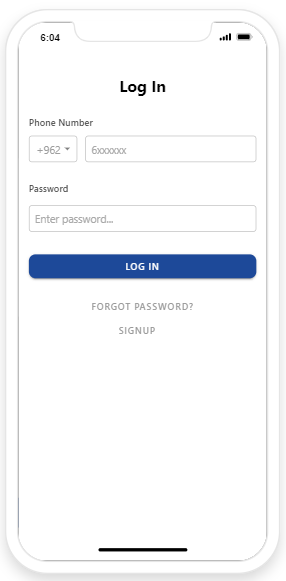 6:04
Log In
Phone Number
+962 6xxxxxx
Password
Enter password...
LOG IN
FORGOT PASSWORD?
SIGNUP